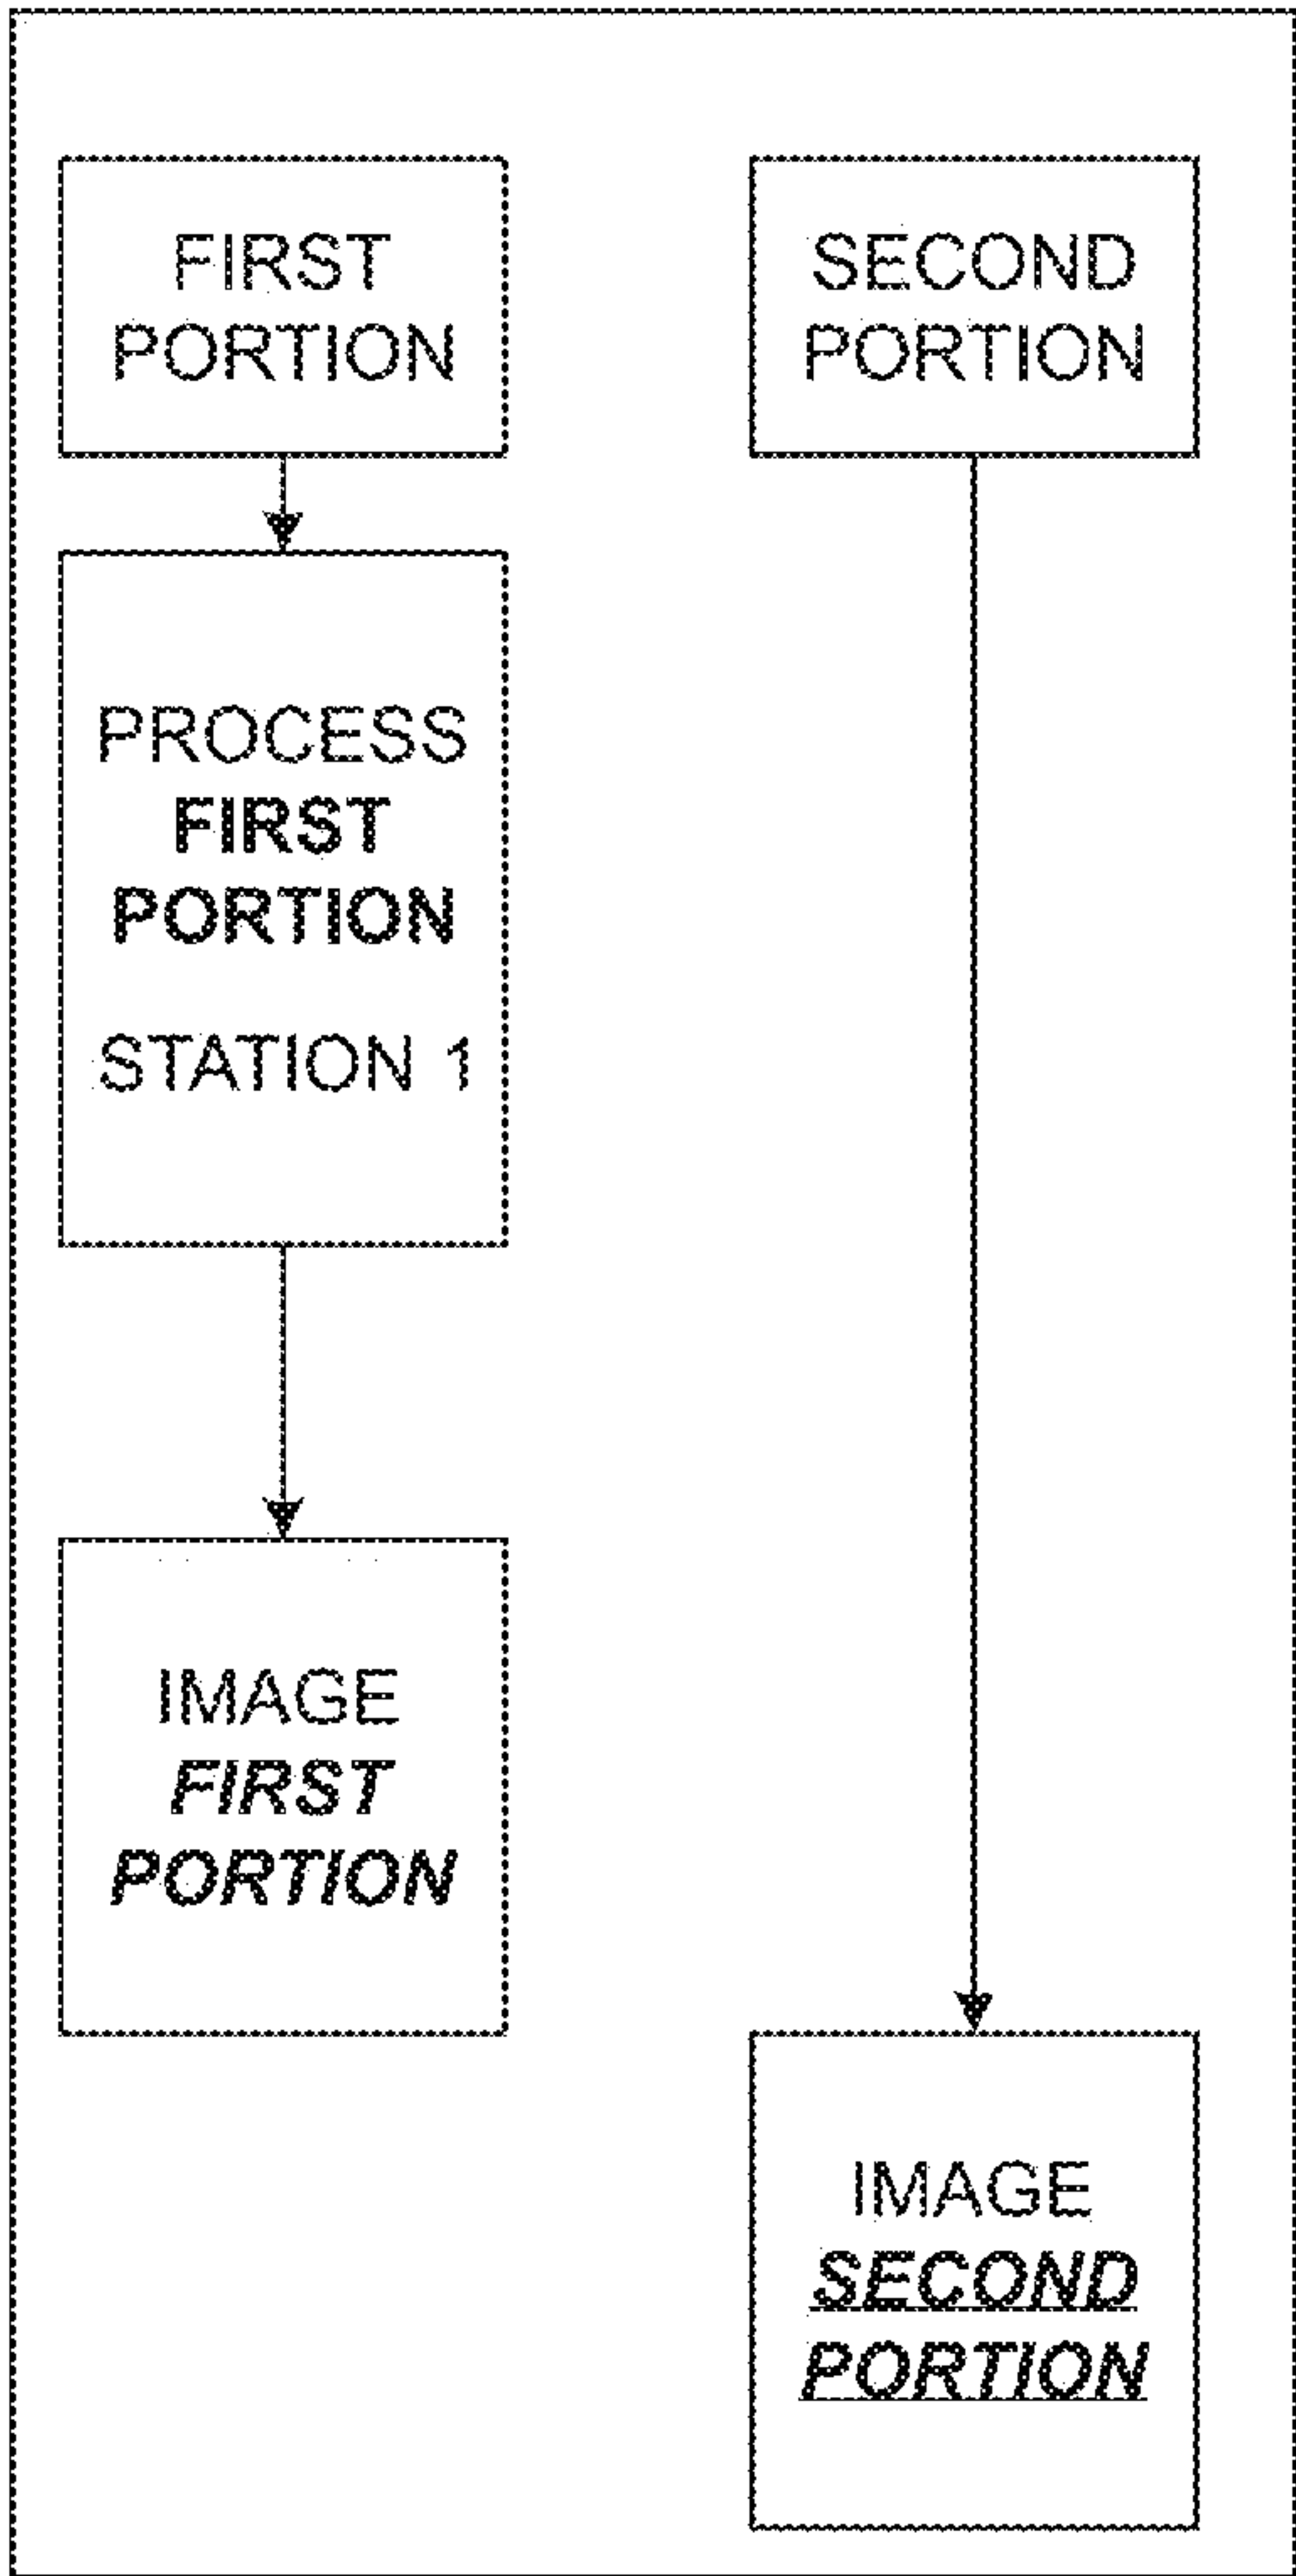 FIRST
PORTION
SECOND
PORTION
PROCESS
FIRST
PORTION
STATION 1
IMAGE
FIRST
PORTION
IMAGE
SECOND
PORTION